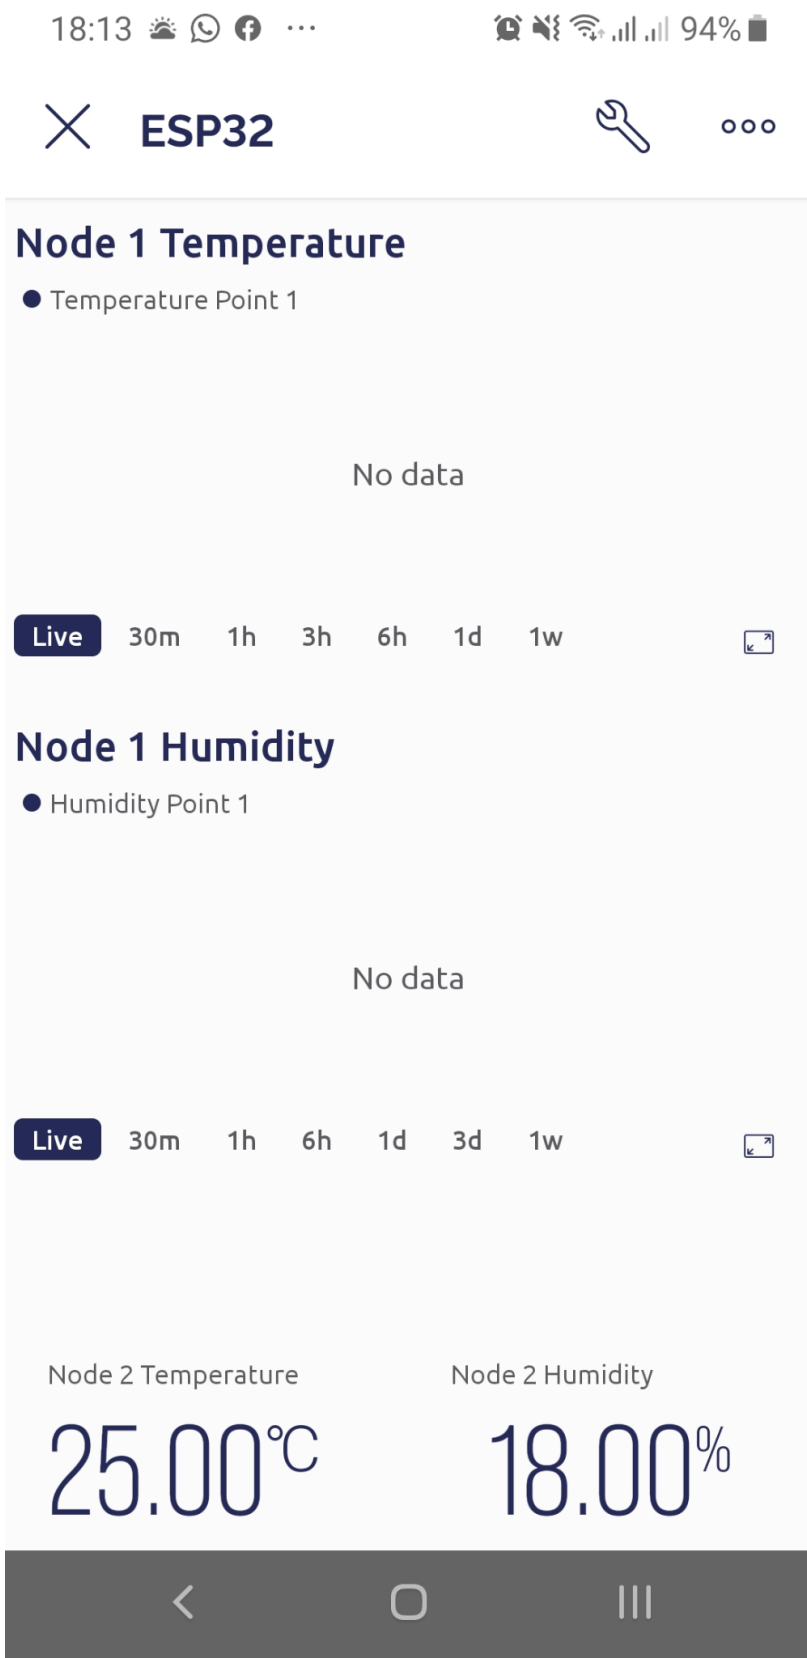 18:13 94%
ESP32
Node 1 Temperature
Temperature Point 1
No data
Live 30m 1h 3h 6h 1d 1w
Node 1 Humidity
Humidity Point 1
No data
Live 30m 1h 6h 1d 3d 1w
Node 2 Temperature Node 2 Humidity
25.00°C 18.00%